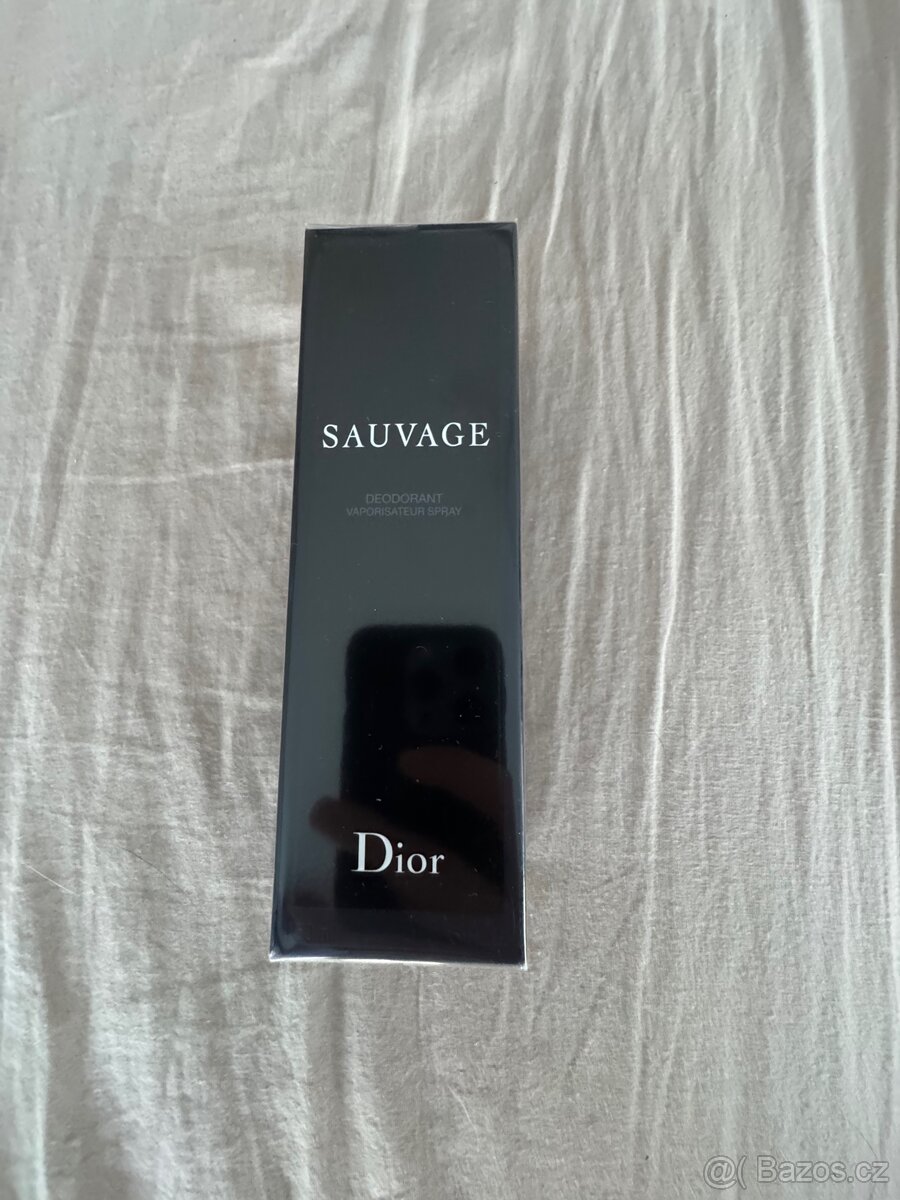 SAUVAGE
DEODORANT
VAPORISATEUR SPRAY
Dior
@( Bazos.cz